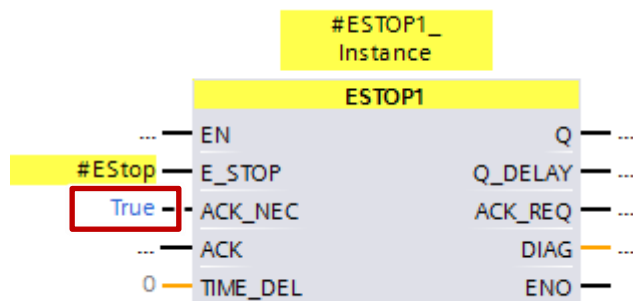 #ESTOP1_
Instance
ESTOP1
... EN Q ...
#EStop E_STOP Q_DELAY ...
True ACK_NEC ACK_REQ ...
... ACK DIAG ...
0 TIME_DEL ENO